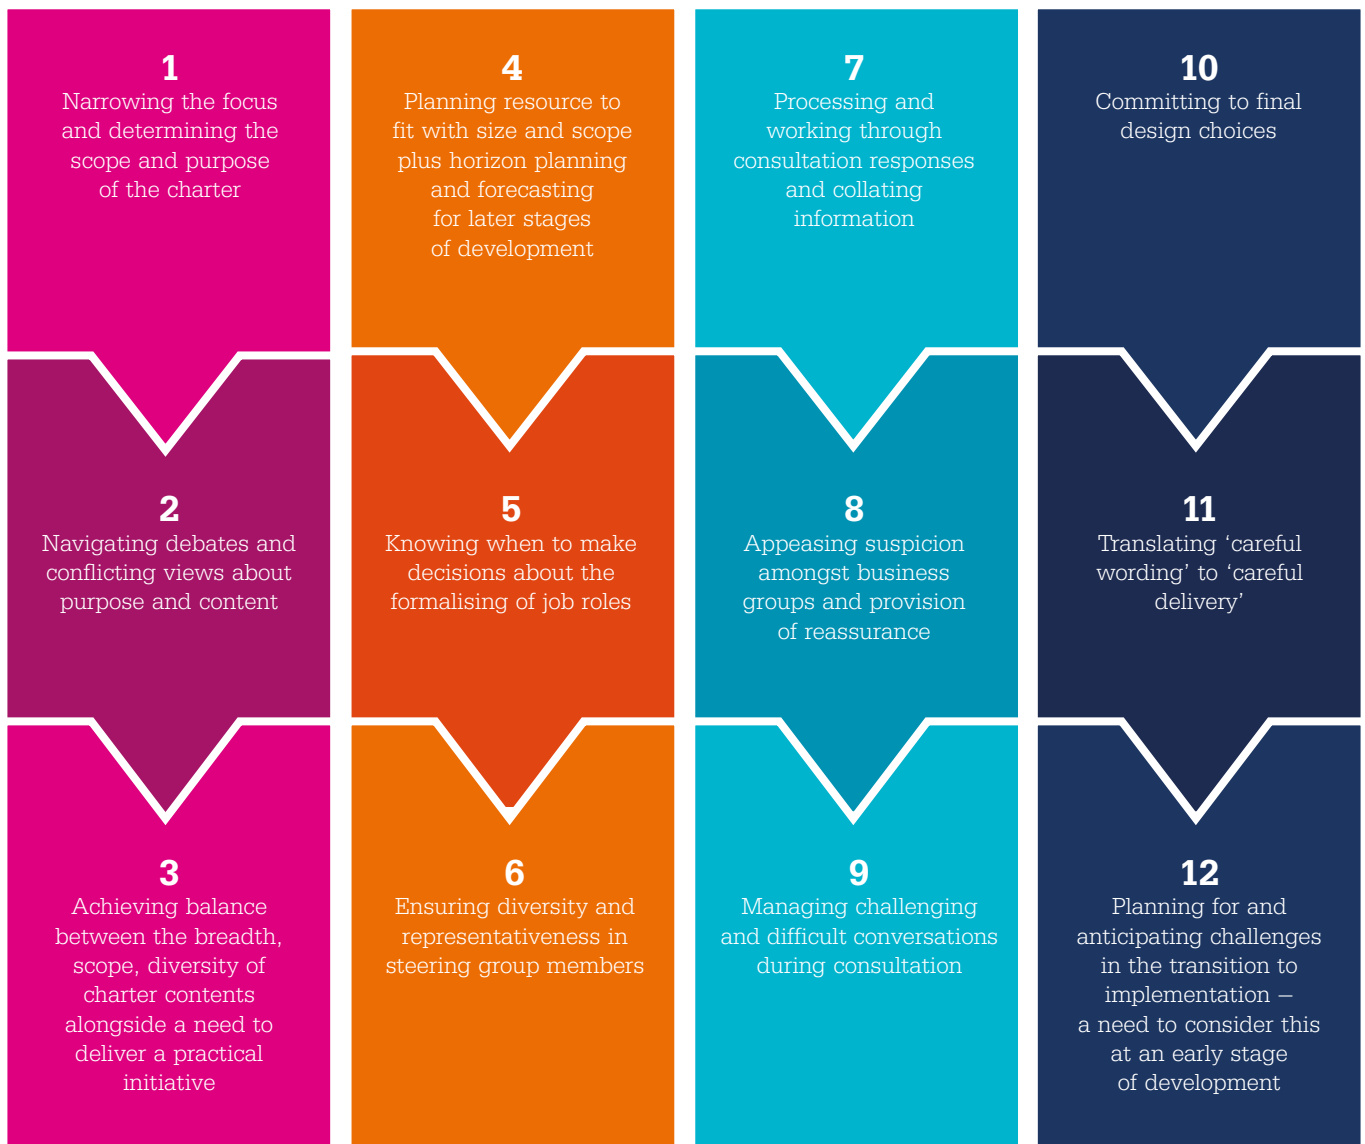 1
Narrowing the focus
and determining the
scope and purpose
of the charter
2
Navigating debates and
conflicting views about
purpose and content
3
Achieving balance
between the breadth,
scope, diversity of
charter contents
alongside a need to
deliver a practical
initiative
4
Planning resource to
fit with size and scope
plus horizon planning
and forecasting
for later stages
of development
5
Knowing when to make
decisions about the
formalising of job roles
6
Ensuring diversity and
representativeness in
steering group members
7
Processing and
working through
consultation responses
and collating
information
8
Appeasing suspicion
amongst business
groups and provision
of reassurance
9
Managing challenging
and difficult conversations
during consultation
10
Committing to final
design choices
11
Translating ‘careful
wording’ to ‘careful
delivery’
12
Planning for and
anticipating challenges
in the transition to
implementation –
a need to consider this
at an early stage
of development